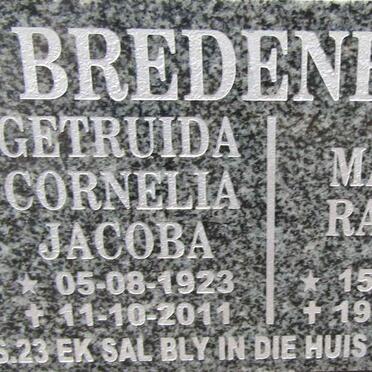 BREDEN
GETRUIDA
CORNELIA
JACOBA
★ 05-08-1923
✝ 11-10-2011
MA
RA
★ 15
✝ 19
S.23 EK SAL BLY IN DIE HUIS